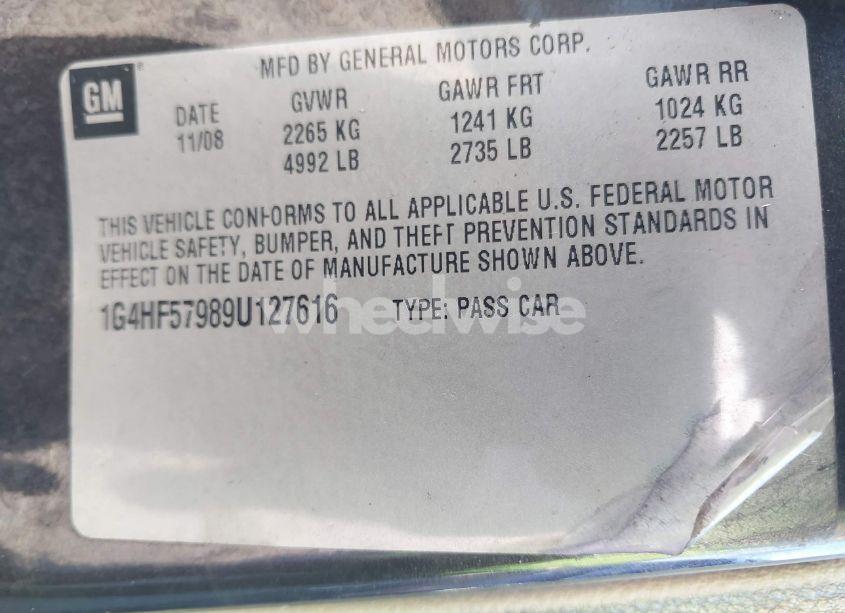 MFD BY GENERAL MOTORS CORP.
GM
DATE GVWR GAWR FRT GAWR RR
11/08 2265 KG 1241 KG 1024 KG
4992 LB 2735 LB 2257 LB
THIS VEHICLE CONFORMS TO ALL APPLICABLE U.S. FEDERAL MOTOR
VEHICLE SAFETY, BUMPER, AND THEFT PREVENTION STANDARDS IN
EFFECT ON THE DATE OF MANUFACTURE SHOWN ABOVE.
1G4HF57989U127616 TYPE: PASS CAR
wheelwise